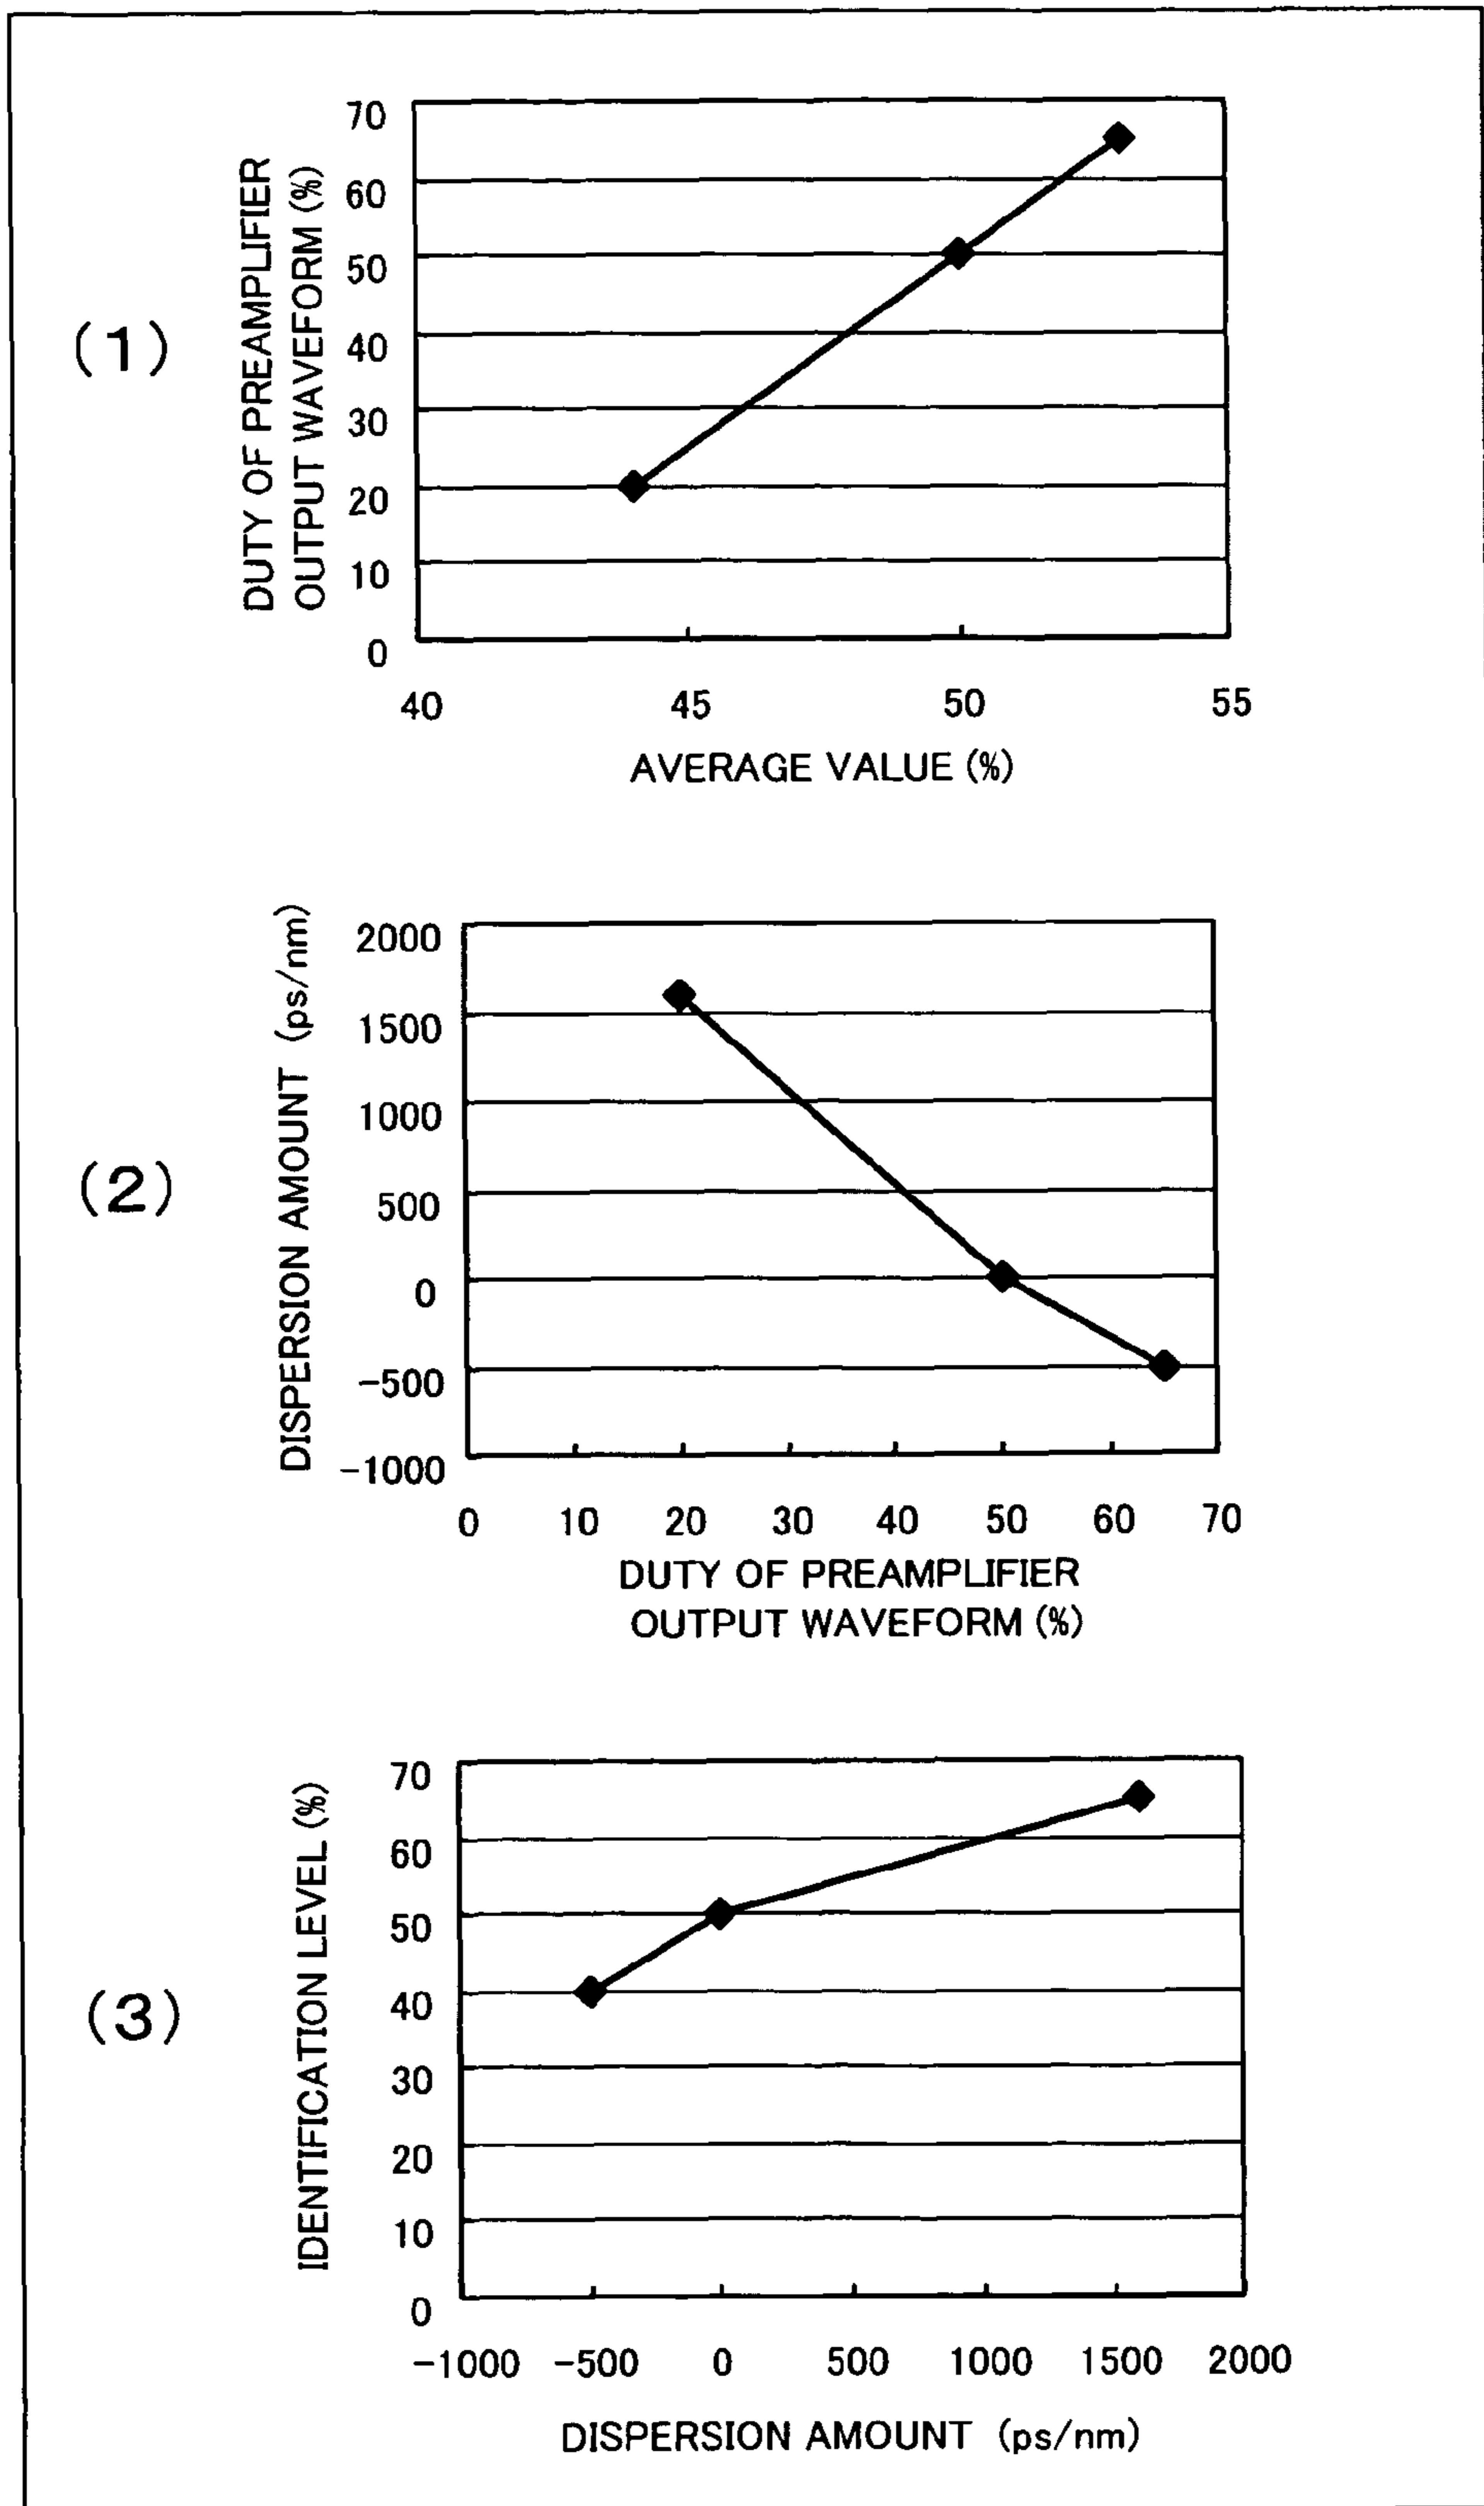 (1)
DUTY OF PREAMPLIFIER
OUTPUT WAVEFORM (%)
70
60
50
40
30
20
10
0
40 45 50 55
AVERAGE VALUE (%)
(2)
DISPERSION AMOUNT (ps/nm)
2000
1500
1000
500
0
-500
-1000
0 10 20 30 40 50 60 70
DUTY OF PREAMPLIFIER
OUTPUT WAVEFORM (%)
(3)
IDENTIFICATION LEVEL (%)
70
60
50
40
30
20
10
0
-1000 -500 0 500 1000 1500 2000
DISPERSION AMOUNT (ps/nm)